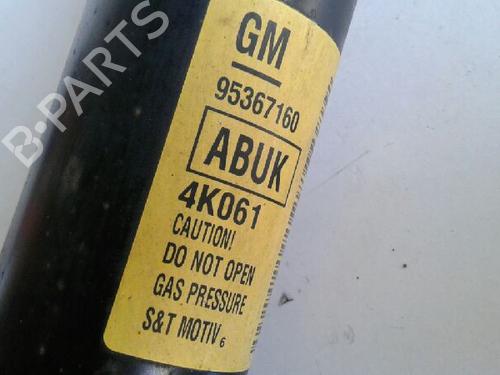 B-PARTS
GM
95367160
ABUK
4K061
CAUTION!
DO NOT OPEN
GAS PRESSURE
S&T MOTIV 6